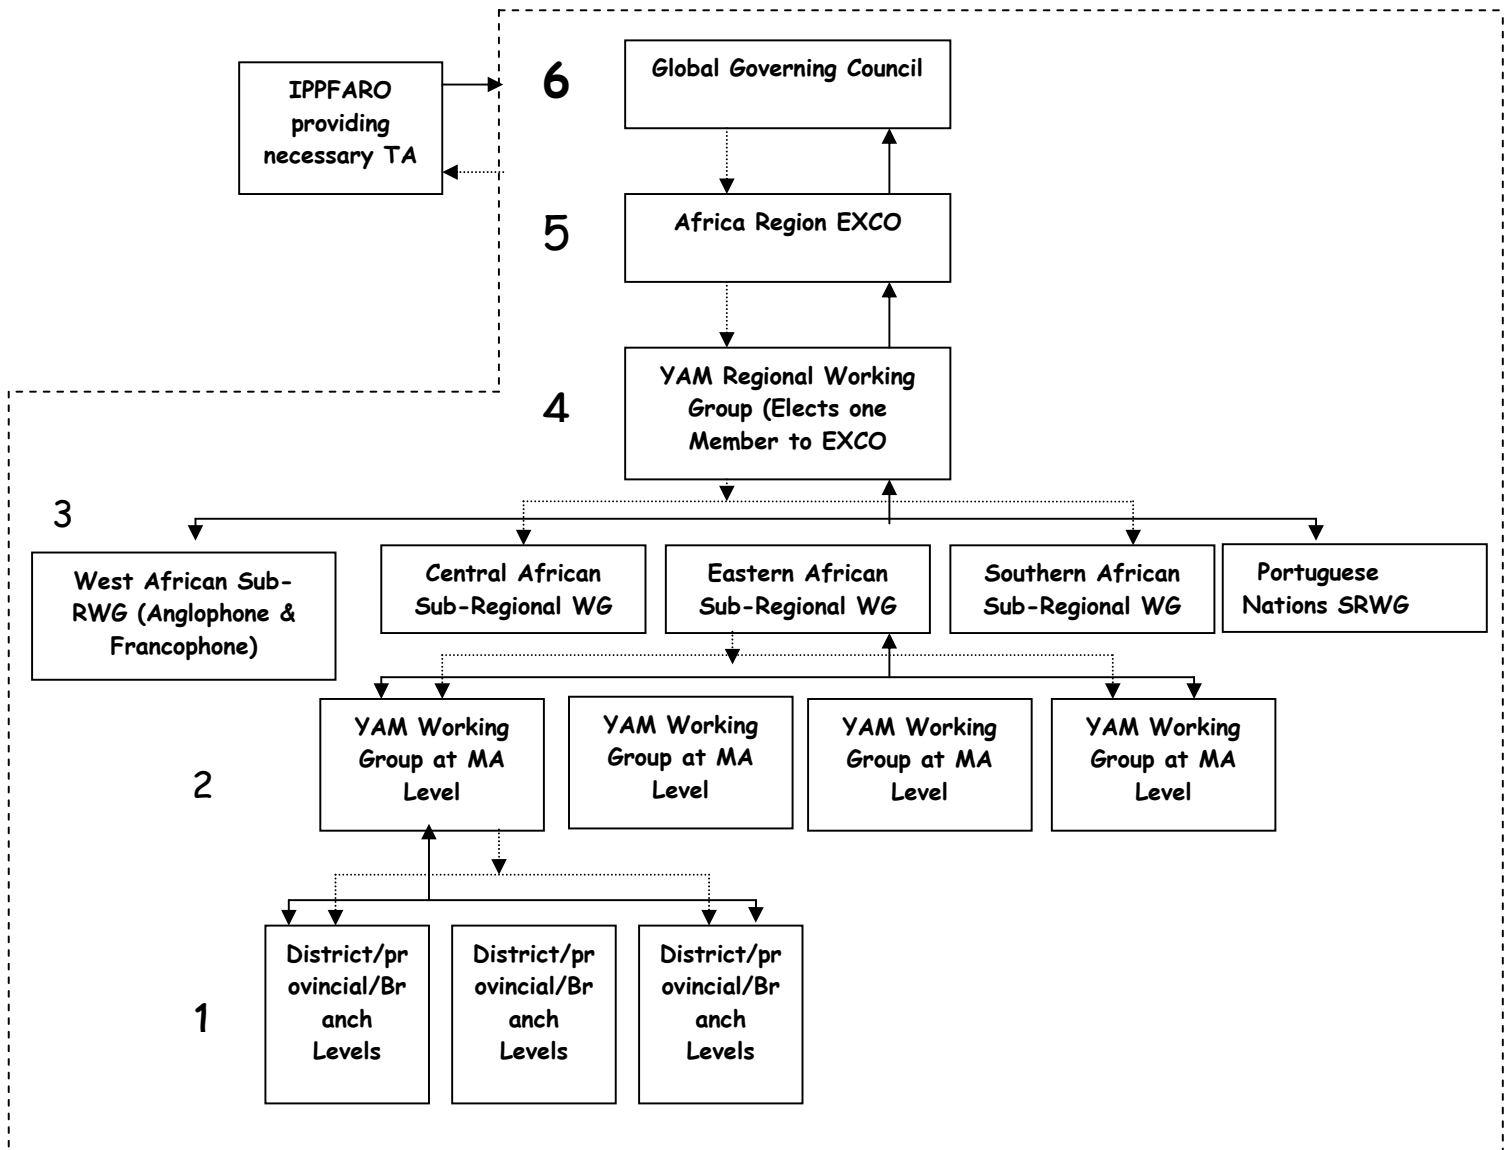 IPPFARO
providing
necessary TA
6
Global Governing Council
5
Africa Region EXCO
4
YAM Regional Working
Group (Elects one
Member to EXCO
3
West African Sub-
RWG (Anglophone &
Francophone)
Central African
Sub-Regional WG
Eastern African
Sub-Regional WG
Southern African
Sub-Regional WG
Portuguese
Nations SRWG
2
YAM Working
Group at MA
Level
YAM Working
Group at MA
Level
YAM Working
Group at MA
Level
YAM Working
Group at MA
Level
1
District/pr
ovincial/Br
anch
Levels
District/pr
ovincial/Br
anch
Levels
District/pr
ovincial/Br
anch
Levels